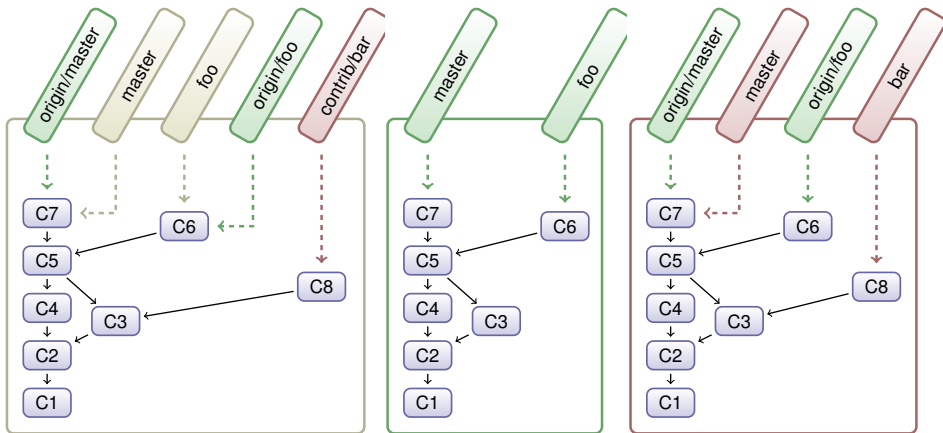 origin/master
master
foo
origin/foo
contrib/bar
C7
C6
C5
C8
C4
C3
C2
C1
master
foo
C7
C6
C5
C4
C3
C2
C1
origin/master
master
origin/foo
bar
C7
C6
C5
C8
C4
C3
C2
C1